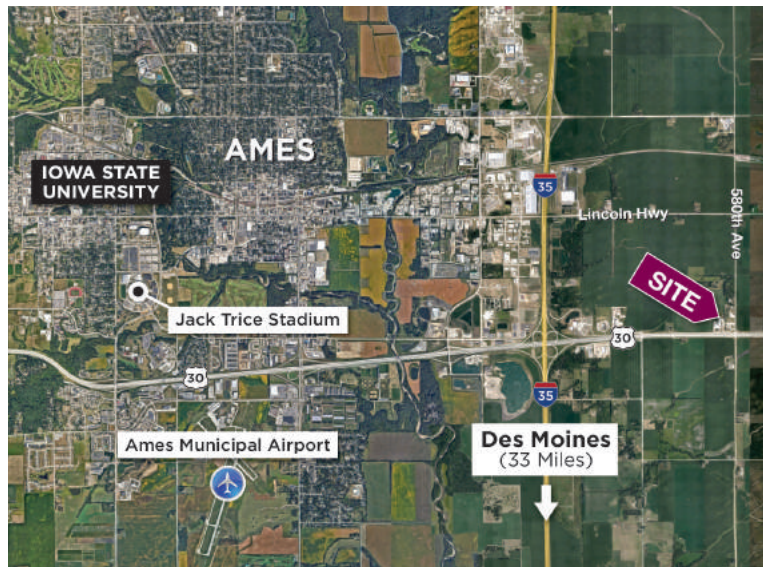 AMES
IOWA STATE
UNIVERSITY
35
Lincoln Hwy
580th Ave
SITE
Jack Trice Stadium
30
30
35
Ames Municipal Airport
Des Moines
(33 Miles)